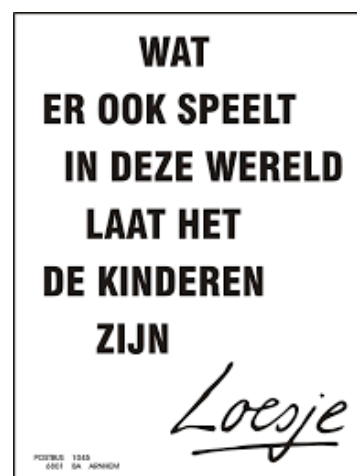 WAT
ER OOK SPEELT
IN DEZE WERELD
LAAT HET
DE KINDEREN
ZIJN
Loesje
POSTBUS 1045
6801 BA ARNHEM